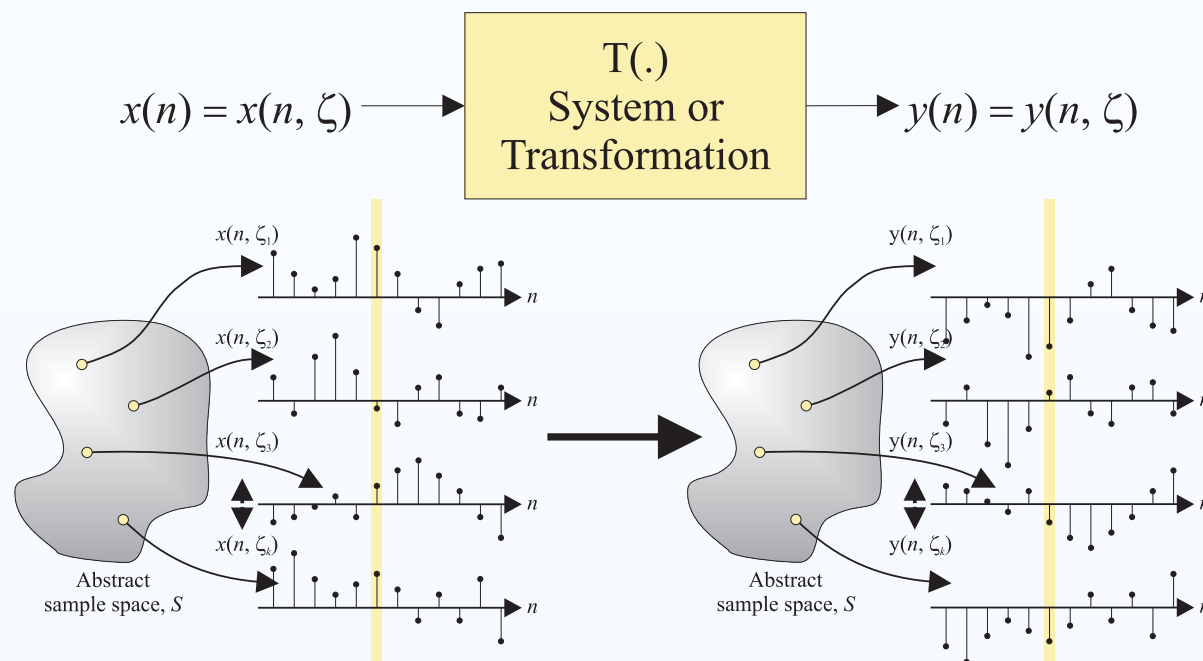 T(.)
System or
Transformation
x(n) = x(n, ζ)
y(n) = y(n, ζ)
x(n, ζ₁)
n
x(n, ζ₂)
n
x(n, ζ₃)
n
x(n, ζₖ)
n
Abstract
sample space, S
y(n, ζ₁)
n
y(n, ζ₂)
n
y(n, ζ₃)
n
y(n, ζₖ)
n
Abstract
sample space, S